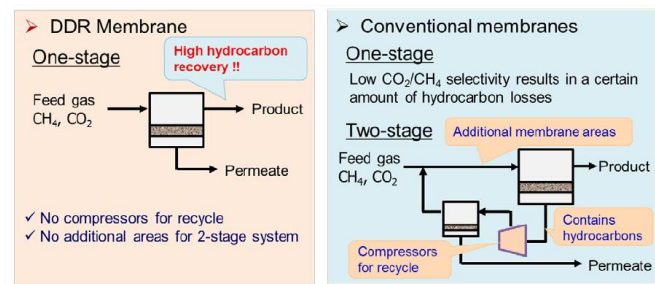 ➢ DDR Membrane
One-stage
High hydrocarbon
recovery !!
Feed gas
CH₄, CO₂
Product
Permeate
✓ No compressors for recycle
✓ No additional areas for 2-stage system
➢ Conventional membranes
One-stage
Low CO₂/CH₄ selectivity results in a certain
amount of hydrocarbon losses
Two-stage
Additional membrane areas
Feed gas
CH₄, CO₂
Product
Contains
hydrocarbons
Compressors
for recycle
Permeate